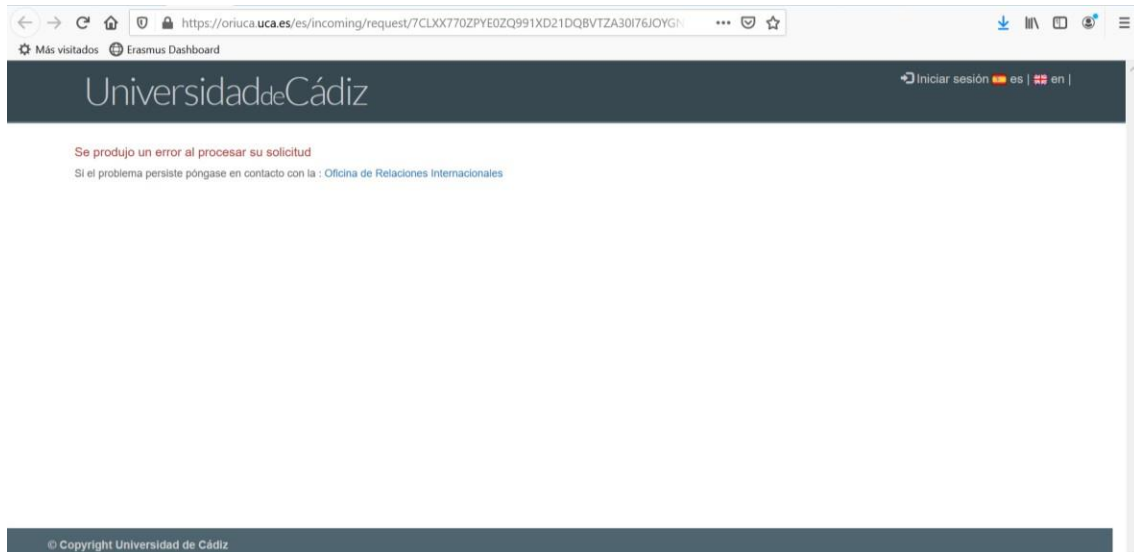 https://oriuca.uca.es/es/incoming/request/7CLXX770ZPYE0ZQ991XD21DQBVTZA30I76JOYGN
Más visitados Erasmus Dashboard
UniversidaddeCádiz
Iniciar sesión es | en |
Se produjo un error al procesar su solicitud
Si el problema persiste póngase en contacto con la : Oficina de Relaciones Internacionales
© Copyright Universidad de Cádiz